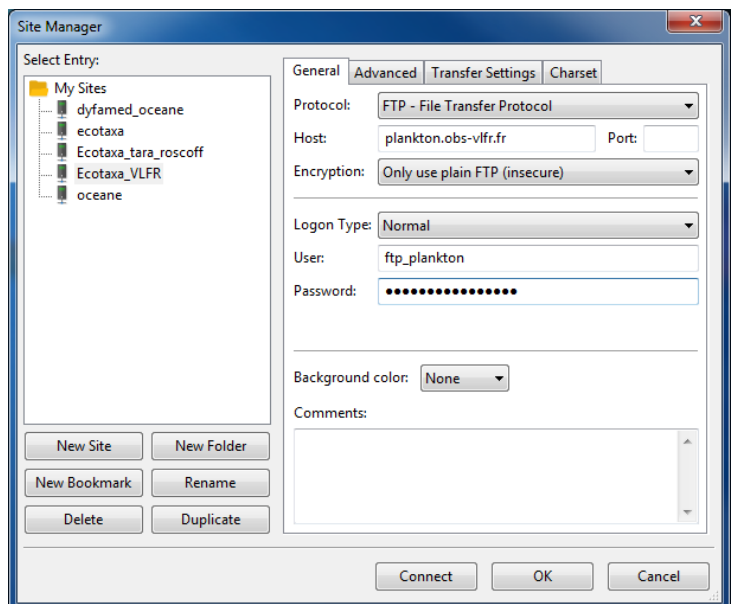 Site Manager
Select Entry:
My Sites
dyfamed_oceane
ecotaxa
Ecotaxa_tara_roscoff
Ecotaxa_VLFR
oceane
New Site New Folder
New Bookmark Rename
Delete Duplicate
General Advanced Transfer Settings Charset
Protocol: FTP - File Transfer Protocol
Host: plankton.obs-vlfr.fr Port:
Encryption: Only use plain FTP (insecure)
Logon Type: Normal
User: ftp_plankton
Password: ●●●●●●●●●●●●●●●●
Background color: None
Comments:
Connect OK Cancel